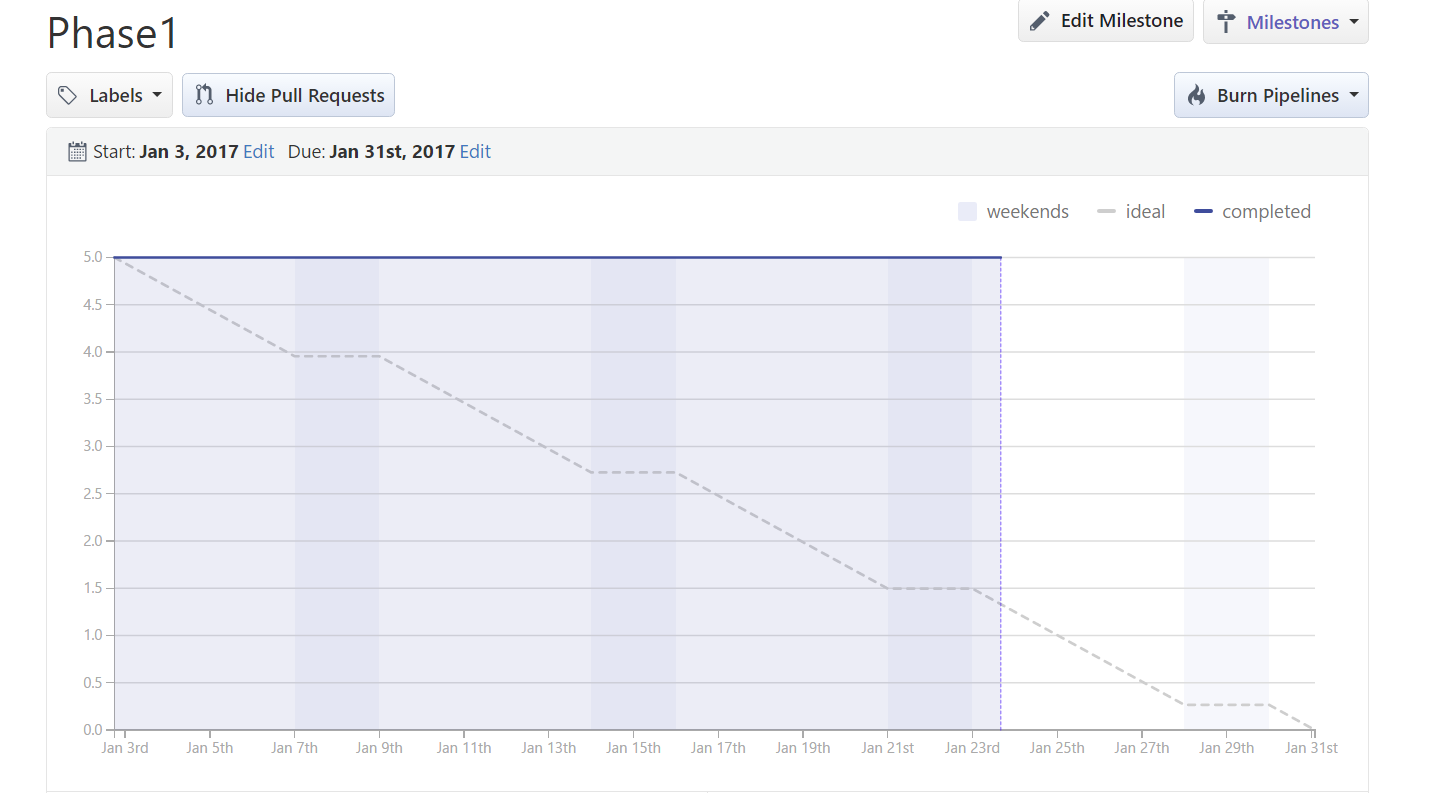 Phase1
Edit Milestone
Milestones
Labels
Hide Pull Requests
Burn Pipelines
Start: Jan 3, 2017 Edit Due: Jan 31st, 2017 Edit
weekends ideal completed
5.0
4.5
4.0
3.5
3.0
2.5
2.0
1.5
1.0
0.5
0.0
Jan 3rd Jan 5th Jan 7th Jan 9th Jan 11th Jan 13th Jan 15th Jan 17th Jan 19th Jan 21st Jan 23rd Jan 25th Jan 27th Jan 29th Jan 31st